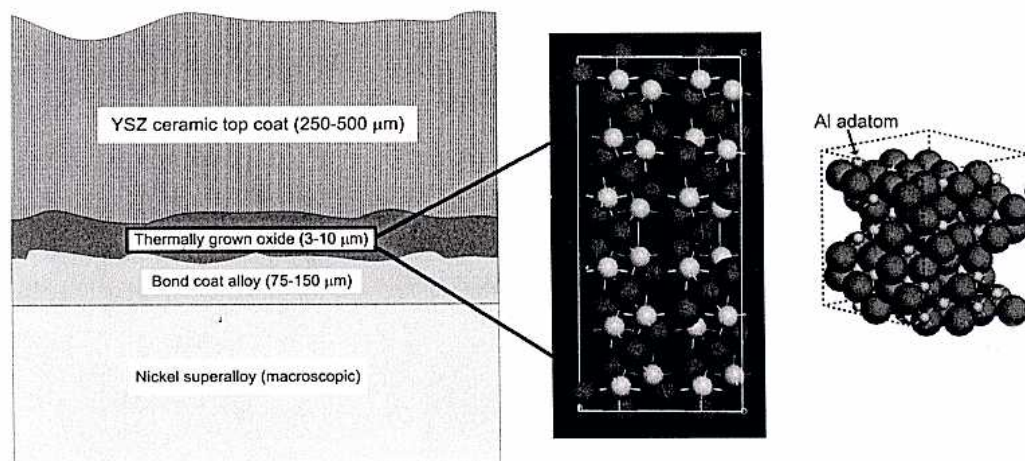 YSZ ceramic top coat (250-500 μm)
Thermally grown oxide (3-10 μm)
Bond coat alloy (75-150 μm)
Nickel superalloy (macroscopic)
Al adatom